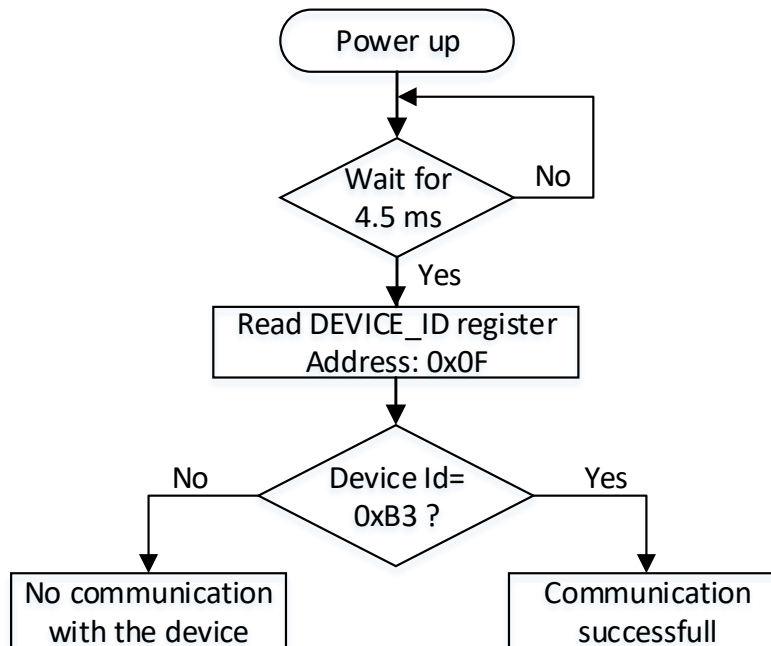 Power up
Wait for
4.5 ms
No
Yes
Read DEVICE_ID register
Address: 0x0F
Device Id=
0xB3 ?
No
Yes
No communication
with the device
Communication
successfull